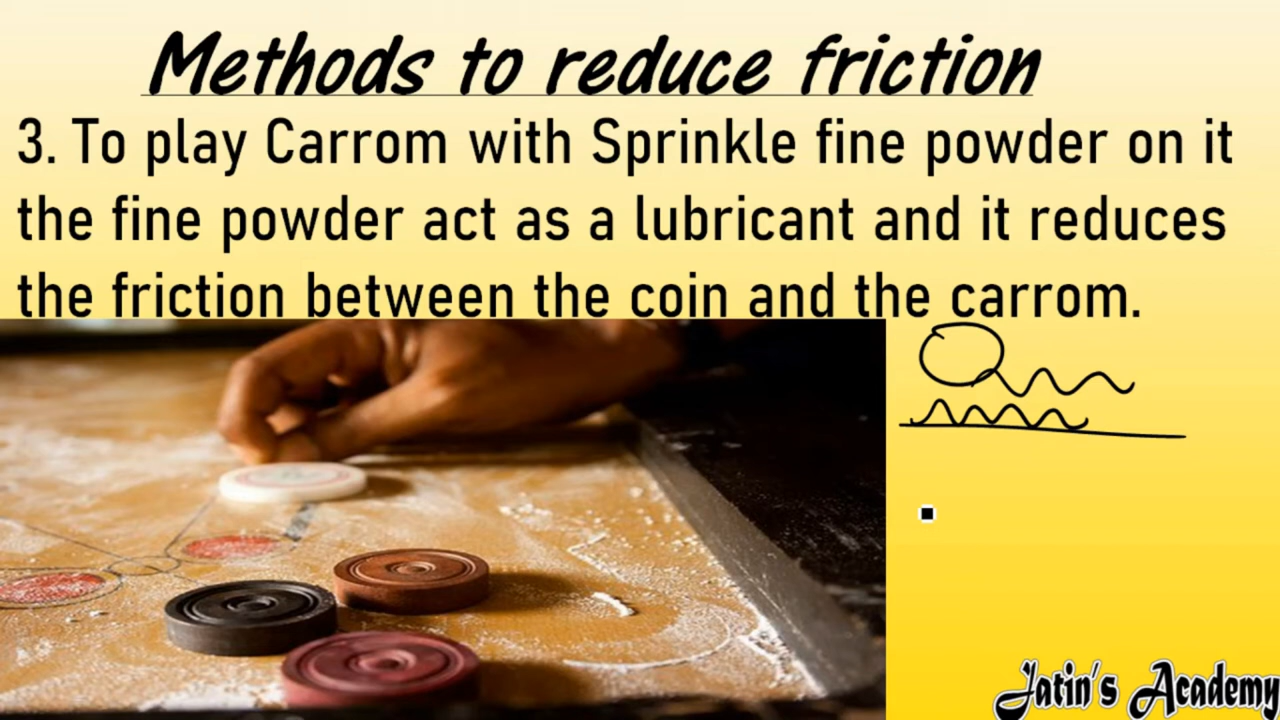 Methods to reduce friction
3. To play Carrom with Sprinkle fine powder on it
the fine powder act as a lubricant and it reduces
the friction between the coin and the carrom.
Jatin's Academy